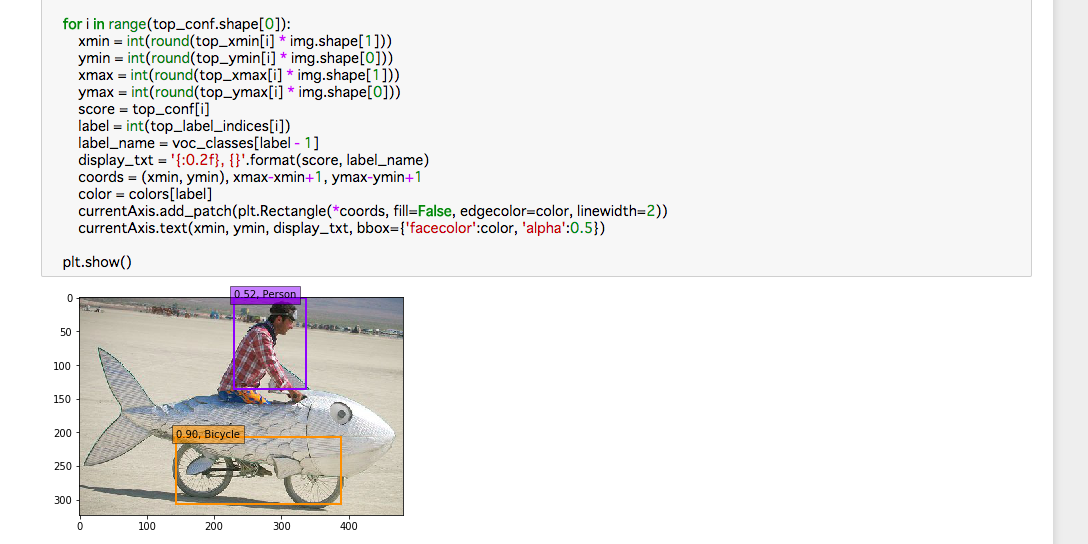 for i in range(top_conf.shape[0]):
    xmin = int(round(top_xmin[i] * img.shape[1]))
    ymin = int(round(top_ymin[i] * img.shape[0]))
    xmax = int(round(top_xmax[i] * img.shape[1]))
    ymax = int(round(top_ymax[i] * img.shape[0]))
    score = top_conf[i]
    label = int(top_label_indices[i])
    label_name = voc_classes[label - 1]
    display_txt = '{:0.2f}, {}'.format(score, label_name)
    coords = (xmin, ymin), xmax-xmin+1, ymax-ymin+1
    color = colors[label]
    currentAxis.add_patch(plt.Rectangle(*coords, fill=False, edgecolor=color, linewidth=2))
    currentAxis.text(xmin, ymin, display_txt, bbox={'facecolor':color, 'alpha':0.5})
plt.show()
0.52, Person
0
50
100
150
200
0.90, Bicycle
250
300
0 100 200 300 400